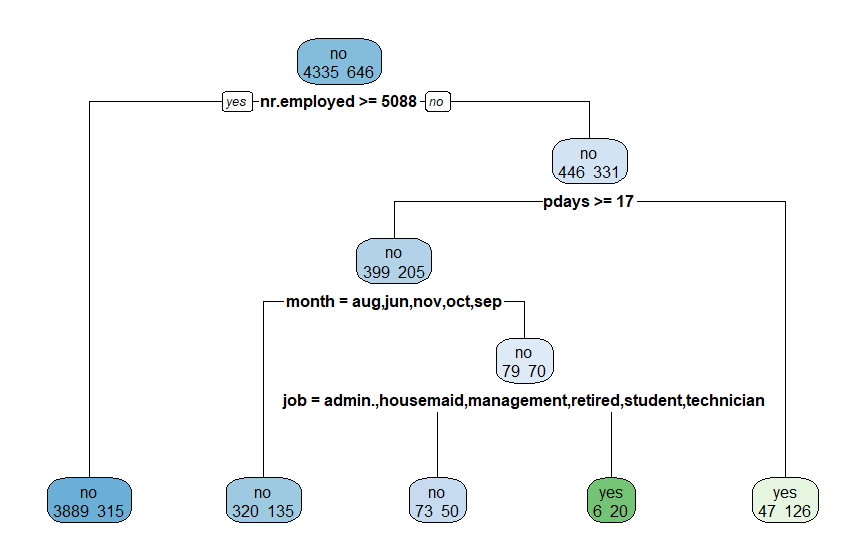 no
4335 646
yes nr.employed >= 5088 no
no
446 331
pdays >= 17
no
399 205
month = aug,jun,nov,oct,sep
no
79 70
job = admin.,housemaid,management,retired,student,technician
no
3889 315
no
320 135
no
73 50
yes
6 20
yes
47 126